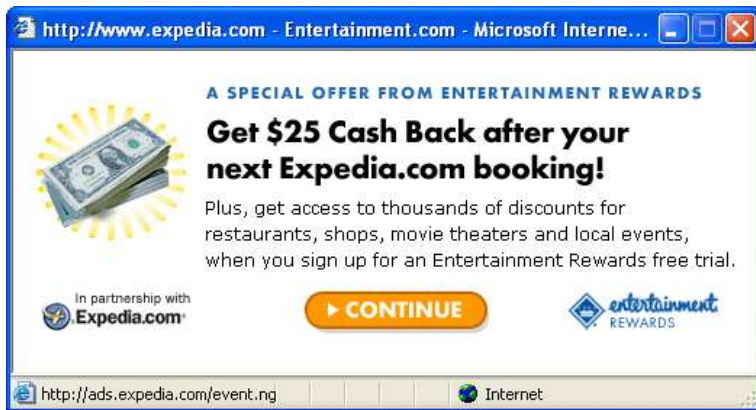 http://www.expedia.com - Entertainment.com - Microsoft Interne...
A SPECIAL OFFER FROM ENTERTAINMENT REWARDS
Get $25 Cash Back after your
next Expedia.com booking!
Plus, get access to thousands of discounts for
restaurants, shops, movie theaters and local events,
when you sign up for an Entertainment Rewards free trial.
In partnership with
Expedia.com
CONTINUE
entertainment
REWARDS
http://ads.expedia.com/event.ng
Internet